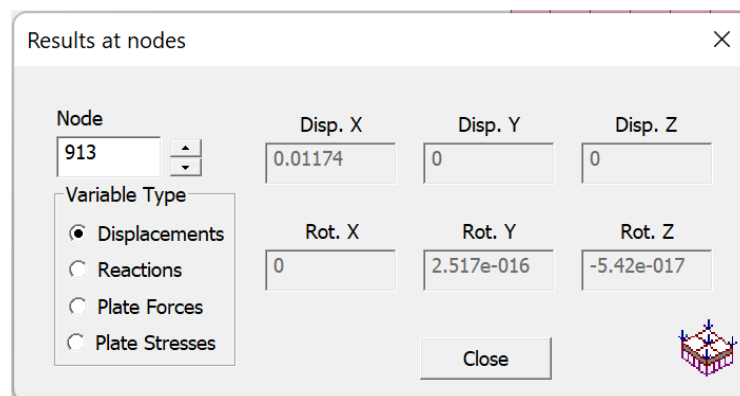 Results at nodes
Node
Disp. X Disp. Y Disp. Z
913
0.01174 0 0
Variable Type
Displacements
Rot. X Rot. Y Rot. Z
Reactions
0 2.517e-016 -5.42e-017
Plate Forces
Plate Stresses
Close